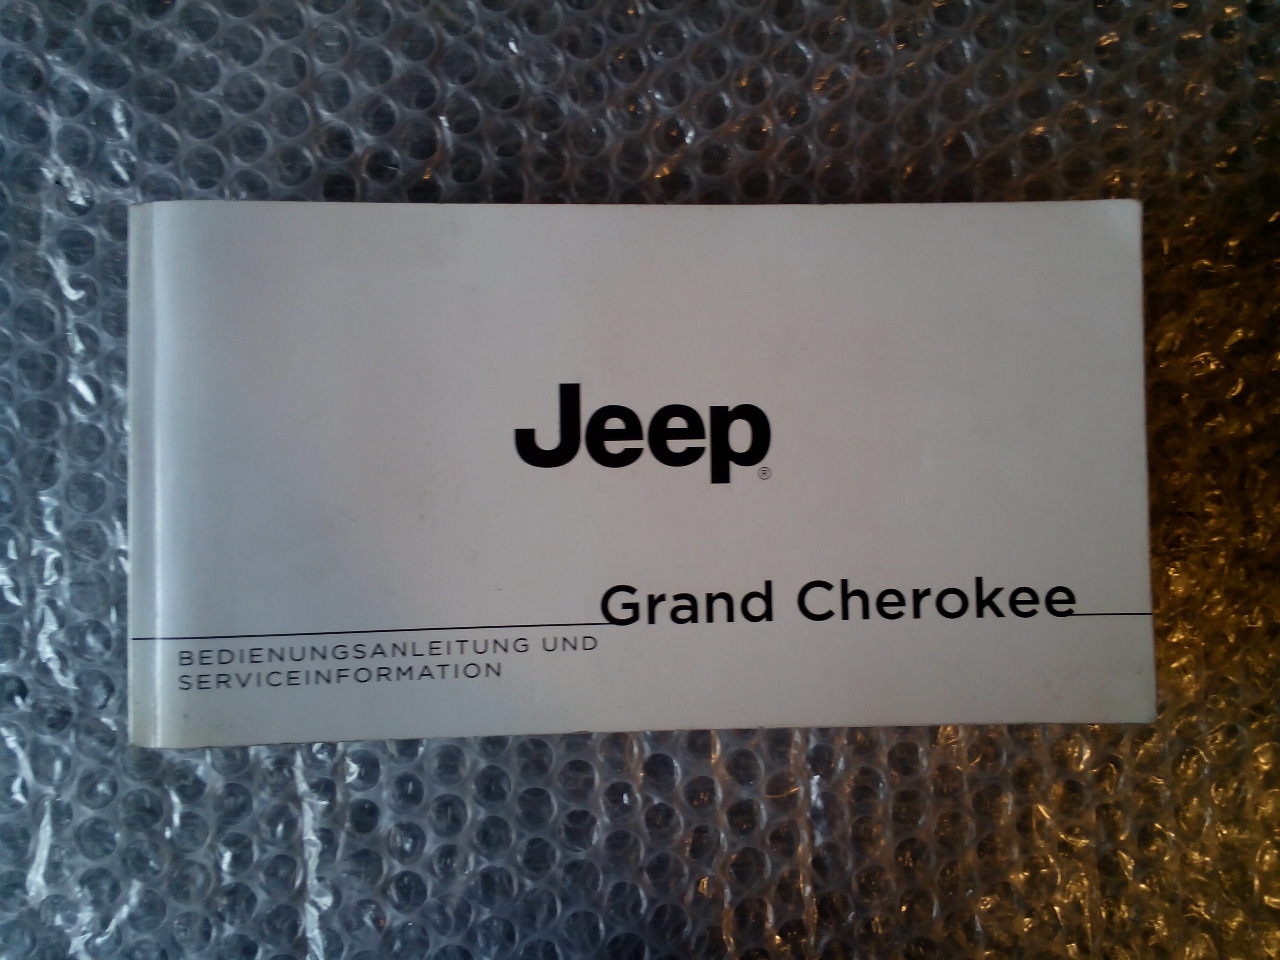 Jeep®
Grand Cherokee
BEDIENUNGSANLEITUNG UND
SERVICEINFORMATION